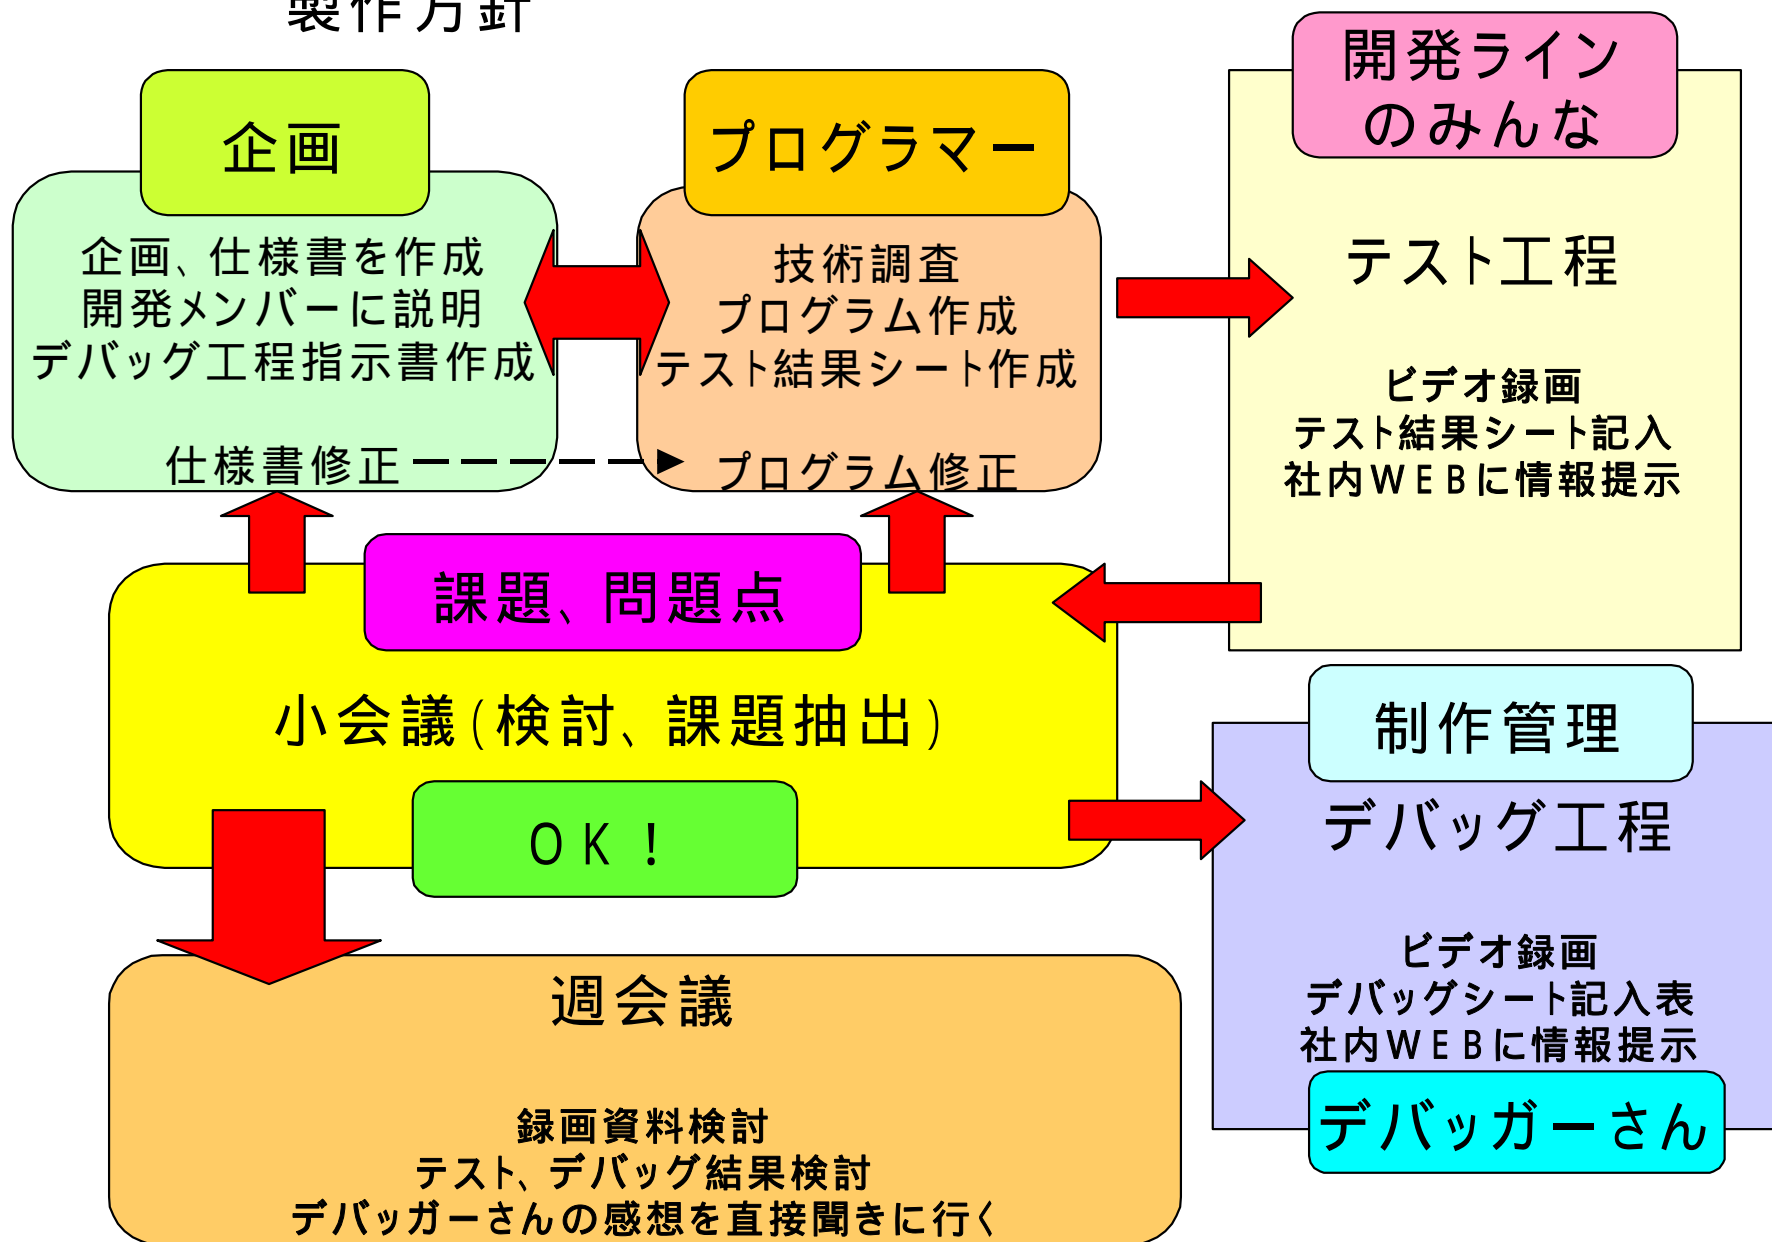 製作方針
企画
企画、仕様書を作成
開発メンバーに説明
デバッグ工程指示書作成
仕様書修正
プログラマー
技術調査
プログラム作成
テスト結果シート作成
プログラム修正
開発ライン
のみんな
テスト工程
ビデオ録画
テスト結果シート記入
社内WEBに情報提示
課題、問題点
小会議(検討、課題抽出)
OK!
制作管理
デバッグ工程
ビデオ録画
デバッグシート記入表
社内WEBに情報提示
デバッガーさん
週会議
録画資料検討
テスト、デバッグ結果検討
デバッガーさんの感想を直接聞きに行く